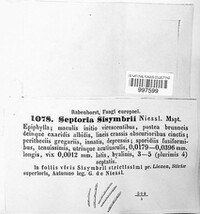 997599
Rabenhorst, Fungi europaei.
1078. Septoria Sisymbrii Niessl. Mspt.
Epiphylla; maculis initio virescentibus, postea brunneis
deinque exaridis albidis, lineis crassis obscurioribus cinctis;
peritheciis gregariis, innatis, depressis; sporidiis fusiformi-
bus, tenuissimis, utrinque acutiusculis, 0,0179—0,0396 mm.
longis, vix 0,0012 mm. latis, hyalinis, 3—5 (plurimis 4)
septatis.
In foliis vivis Sisymbrii strictissimi pr. Liezen,
superioris, Autumno leg. G. de Niessl.